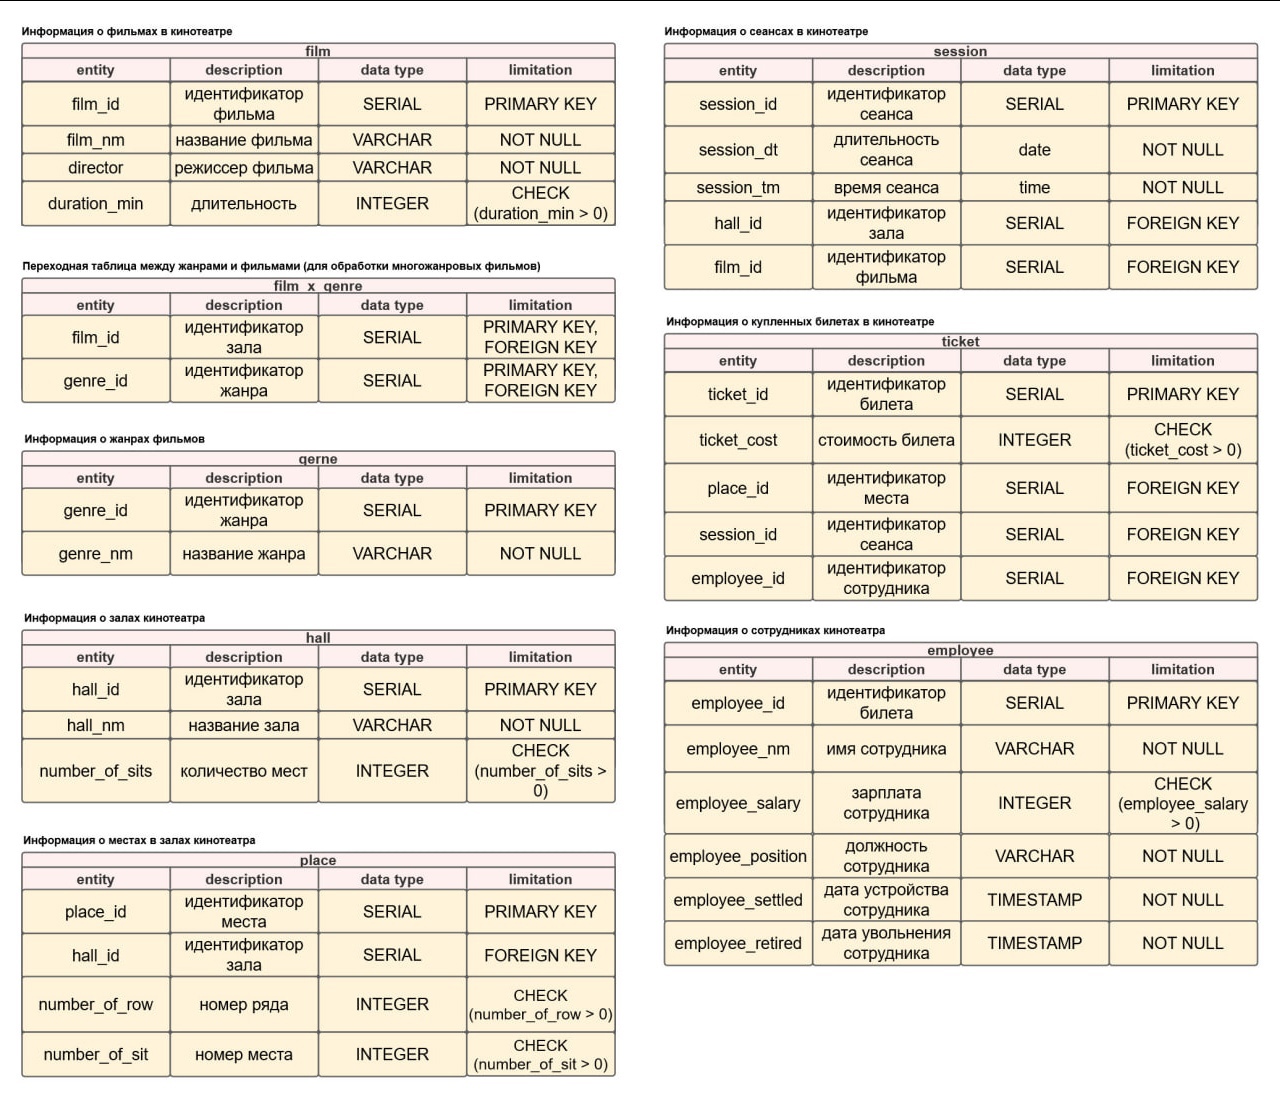 Информация о фильмах в кинотеатре
film
entity description data type limitation
film_id идентификатор фильма SERIAL PRIMARY KEY
film_nm название фильма VARCHAR NOT NULL
director режиссер фильма VARCHAR NOT NULL
duration_min длительность INTEGER CHECK (duration_min > 0)
Переходная таблица между жанрами и фильмами (для обработки многожанровых фильмов)
film_x_genre
entity description data type limitation
film_id идентификатор зала SERIAL PRIMARY KEY, FOREIGN KEY
genre_id идентификатор жанра SERIAL PRIMARY KEY, FOREIGN KEY
Информация о жанрах фильмов
gerne
entity description data type limitation
genre_id идентификатор жанра SERIAL PRIMARY KEY
genre_nm название жанра VARCHAR NOT NULL
Информация о залах кинотеатра
hall
entity description data type limitation
hall_id идентификатор зала SERIAL PRIMARY KEY
hall_nm название зала VARCHAR NOT NULL
number_of_sits количество мест INTEGER CHECK (number_of_sits > 0)
Информация о местах в залах кинотеатра
place
entity description data type limitation
place_id идентификатор места SERIAL PRIMARY KEY
hall_id идентификатор зала SERIAL FOREIGN KEY
number_of_row номер ряда INTEGER CHECK (number_of_row > 0)
number_of_sit номер места INTEGER CHECK (number_of_sit > 0)
Информация о сеансах в кинотеатре
session
entity description data type limitation
session_id идентификатор сеанса SERIAL PRIMARY KEY
session_dt длительность сеанса date NOT NULL
session_tm время сеанса time NOT NULL
hall_id идентификатор зала SERIAL FOREIGN KEY
film_id идентификатор фильма SERIAL FOREIGN KEY
Информация о купленных билетах в кинотеатре
ticket
entity description data type limitation
ticket_id идентификатор билета SERIAL PRIMARY KEY
ticket_cost стоимость билета INTEGER CHECK (ticket_cost > 0)
place_id идентификатор места SERIAL FOREIGN KEY
session_id идентификатор сеанса SERIAL FOREIGN KEY
employee_id идентификатор сотрудника SERIAL FOREIGN KEY
Информация о сотрудниках кинотеатра
employee
entity description data type limitation
employee_id идентификатор билета SERIAL PRIMARY KEY
employee_nm имя сотрудника VARCHAR NOT NULL
employee_salary зарплата сотрудника INTEGER CHECK (employee_salary > 0)
employee_position должность сотрудника VARCHAR NOT NULL
employee_settled дата устройства сотрудника TIMESTAMP NOT NULL
employee_retired дата увольнения сотрудника TIMESTAMP NOT NULL